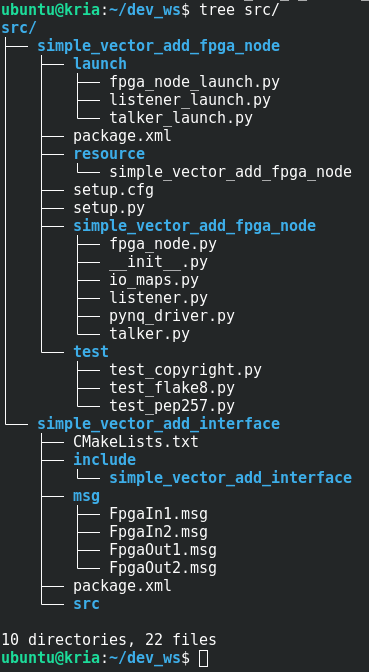 ubuntu@kria:~/dev_ws$ tree src/
src/
├── simple_vector_add_fpga_node
│   ├── launch
│   │   ├── fpga_node_launch.py
│   │   ├── listener_launch.py
│   │   └── talker_launch.py
│   ├── package.xml
│   ├── resource
│   │   └── simple_vector_add_fpga_node
│   ├── setup.cfg
│   ├── setup.py
│   ├── simple_vector_add_fpga_node
│   │   ├── fpga_node.py
│   │   ├── __init__.py
│   │   ├── io_maps.py
│   │   ├── listener.py
│   │   ├── pynq_driver.py
│   │   └── talker.py
│   └── test
│       ├── test_copyright.py
│       ├── test_flake8.py
│       └── test_pep257.py
└── simple_vector_add_interface
    ├── CMakeLists.txt
    ├── include
    │   └── simple_vector_add_interface
    ├── msg
    │   ├── FpgaIn1.msg
    │   ├── FpgaIn2.msg
    │   ├── FpgaOut1.msg
    │   └── FpgaOut2.msg
    ├── package.xml
    └── src

10 directories, 22 files
ubuntu@kria:~/dev_ws$